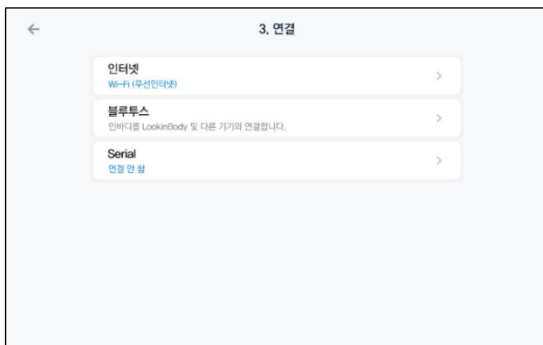 3. 연결
인터넷
Wi-Fi (무선인터넷)
블루투스
인바디를 LookinBody 및 다른 기기와 연결합니다.
Serial
연결 안 함